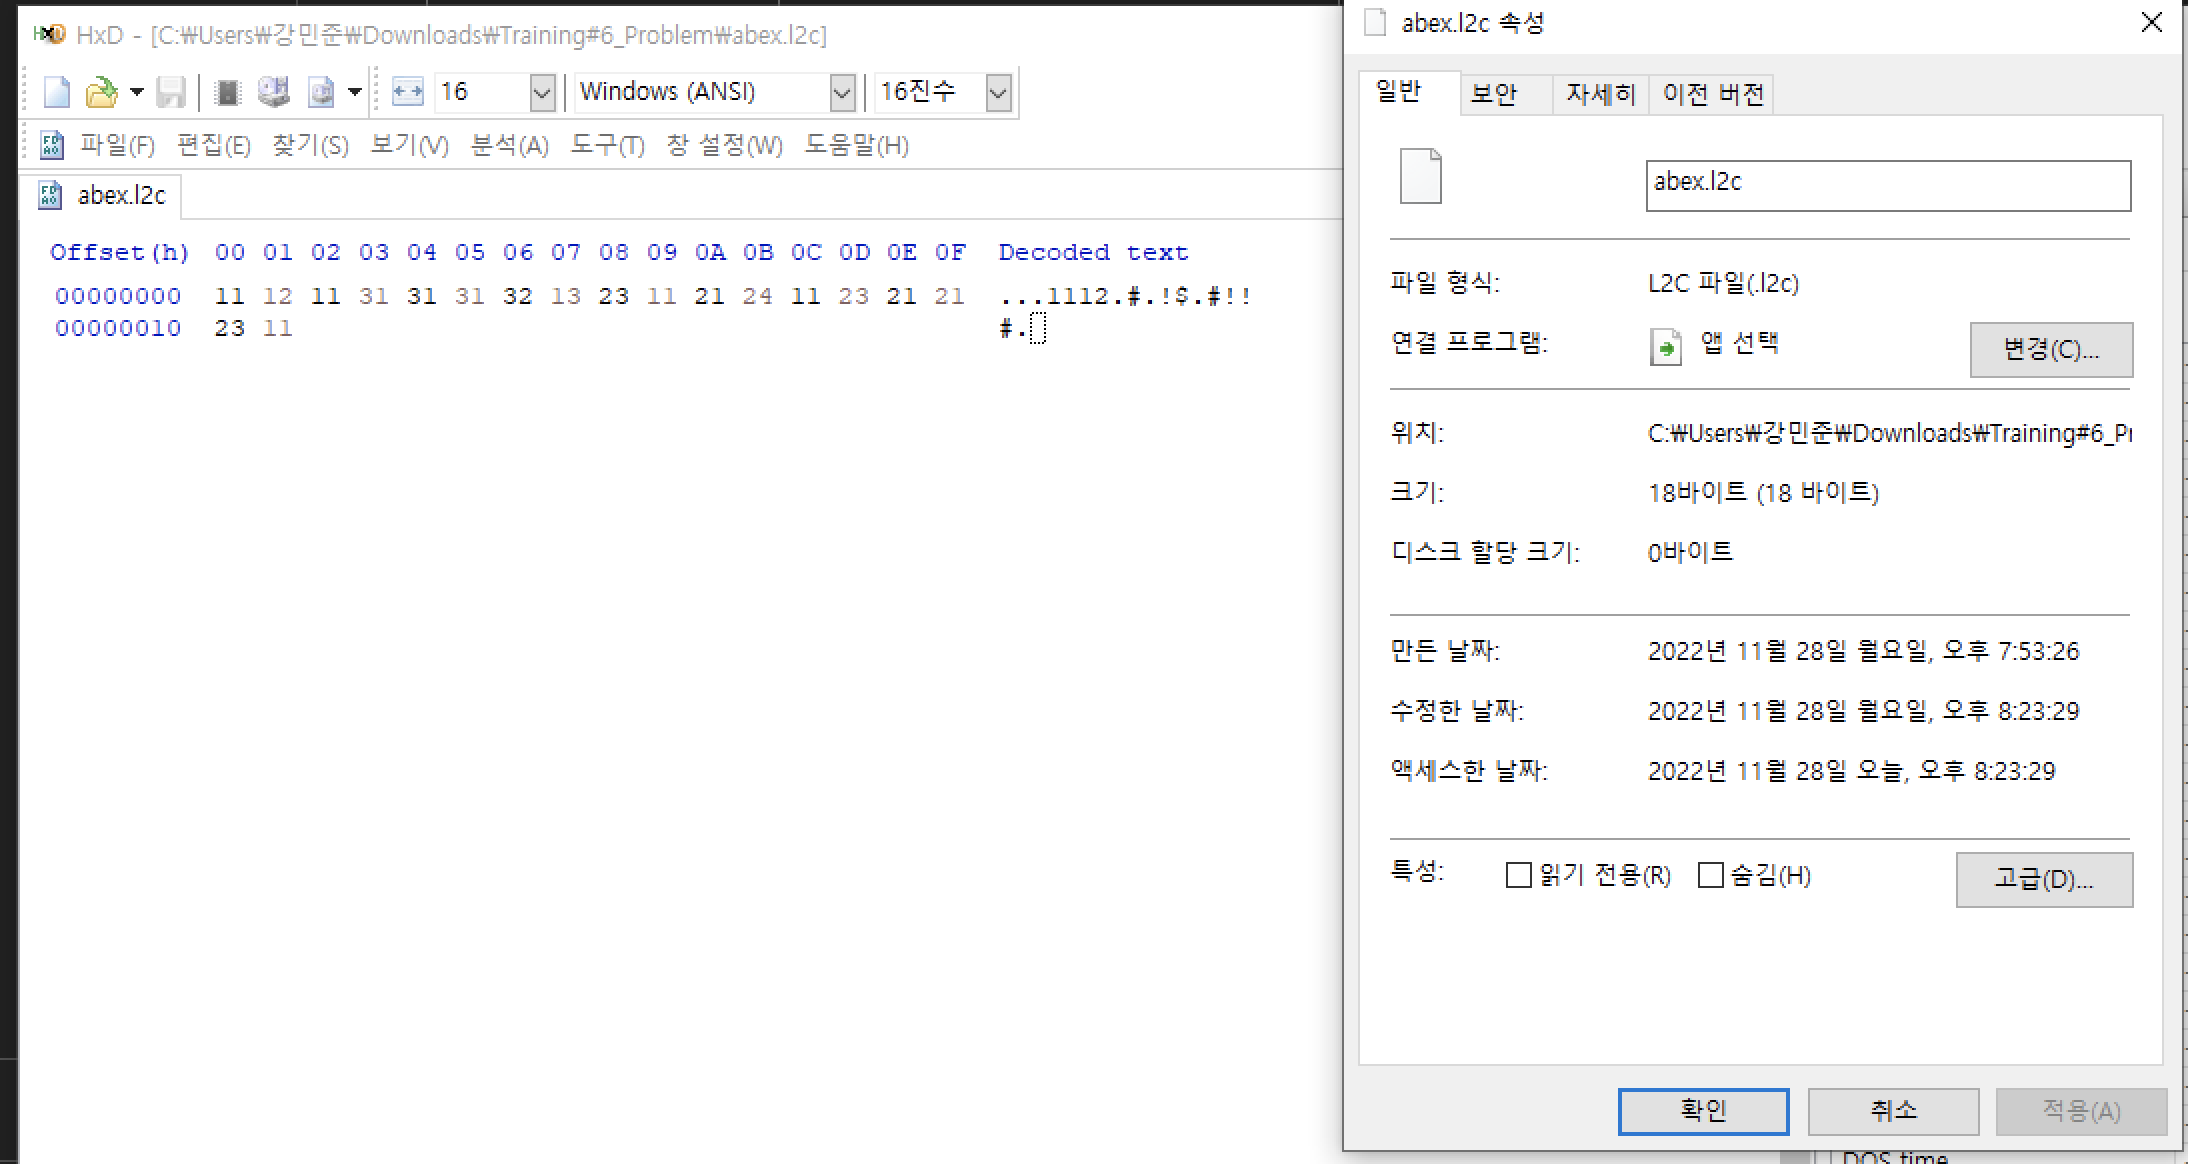 HxD - [C:₩Users₩강민준₩Downloads₩Training#6_Problem₩abex.l2c]
16 Windows (ANSI) 16진수
파일(F) 편집(E) 찾기(S) 보기(V) 분석(A) 도구(T) 창 설정(W) 도움말(H)
abex.l2c
Offset(h) 00 01 02 03 04 05 06 07 08 09 0A 0B 0C 0D 0E 0F Decoded text
00000000 11 12 11 31 31 31 32 13 23 11 21 24 11 23 21 21 ...1112.#.!$.#!!
00000010 23 11 #.
abex.l2c 속성
일반 보안 자세히 이전 버전
abex.l2c
파일 형식: L2C 파일(.l2c)
연결 프로그램: 앱 선택 변경(C)...
위치: C:₩Users₩강민준₩Downloads₩Training#6_Pr
크기: 18바이트 (18 바이트)
디스크 할당 크기: 0바이트
만든 날짜: 2022년 11월 28일 월요일, 오후 7:53:26
수정한 날짜: 2022년 11월 28일 월요일, 오후 8:23:29
액세스한 날짜: 2022년 11월 28일 오늘, 오후 8:23:29
특성: 읽기 전용(R) 숨김(H) 고급(D)...
확인 취소 적용(A)
DOS time